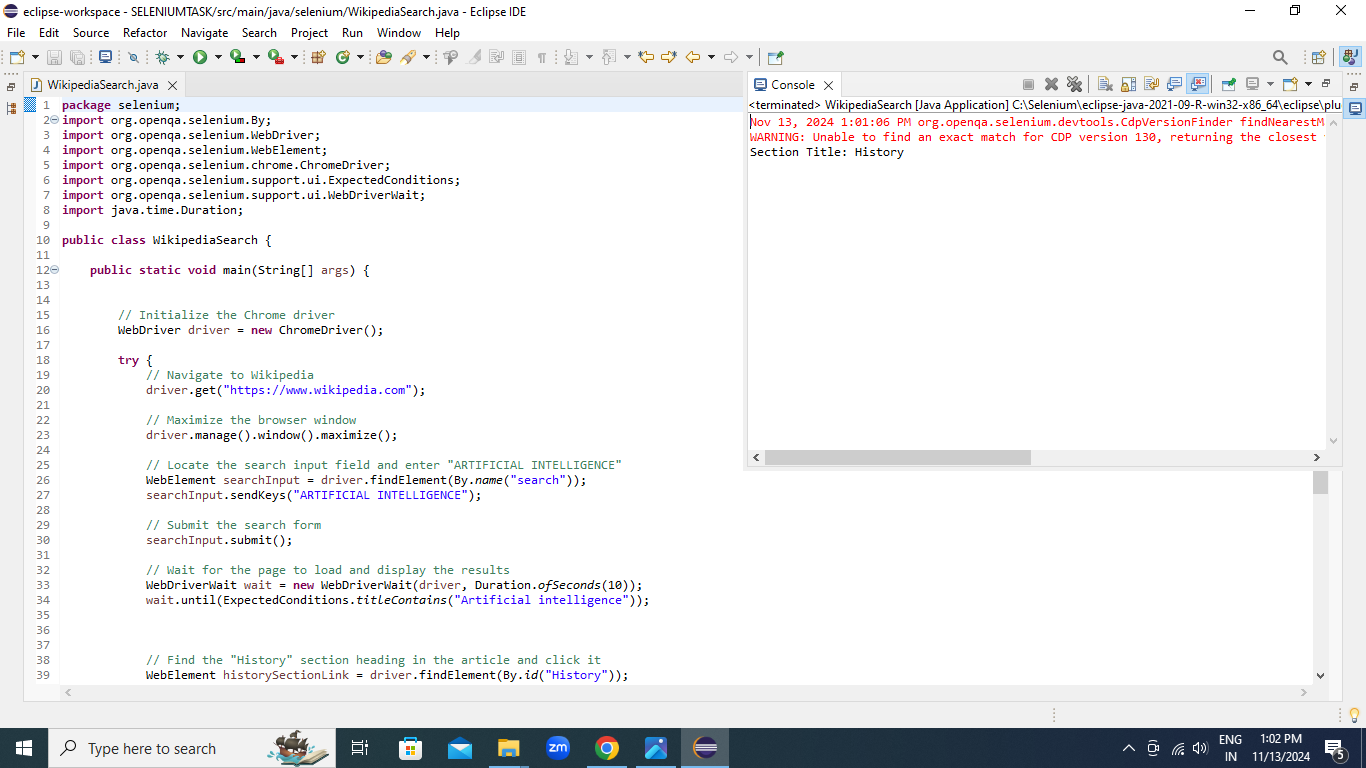 eclipse-workspace - SELENIUMTASK/src/main/java/selenium/WikipediaSearch.java - Eclipse IDE
File Edit Source Refactor Navigate Search Project Run Window Help
WikipediaSearch.java
1 package selenium;
2 import org.openqa.selenium.By;
3 import org.openqa.selenium.WebDriver;
4 import org.openqa.selenium.WebElement;
5 import org.openqa.selenium.chrome.ChromeDriver;
6 import org.openqa.selenium.support.ui.ExpectedConditions;
7 import org.openqa.selenium.support.ui.WebDriverWait;
8 import java.time.Duration;
9
10 public class WikipediaSearch {
11
12     public static void main(String[] args) {
13
14
15         // Initialize the Chrome driver
16         WebDriver driver = new ChromeDriver();
17
18         try {
19             // Navigate to Wikipedia
20             driver.get("https://www.wikipedia.com");
21
22             // Maximize the browser window
23             driver.manage().window().maximize();
24
25             // Locate the search input field and enter "ARTIFICIAL INTELLIGENCE"
26             WebElement searchInput = driver.findElement(By.name("search"));
27             searchInput.sendKeys("ARTIFICIAL INTELLIGENCE");
28
29             // Submit the search form
30             searchInput.submit();
31
32             // Wait for the page to load and display the results
33             WebDriverWait wait = new WebDriverWait(driver, Duration.ofSeconds(10));
34             wait.until(ExpectedConditions.titleContains("Artificial intelligence"));
35
36
37
38             // Find the "History" section heading in the article and click it
39             WebElement historySectionLink = driver.findElement(By.id("History"));
Console
<terminated> WikipediaSearch [Java Application] C:\Selenium\eclipse-java-2021-09-R-win32-x86_64\eclipse\plu
Nov 13, 2024 1:01:06 PM org.openqa.selenium.devtools.CdpVersionFinder findNearestM
WARNING: Unable to find an exact match for CDP version 130, returning the closest
Section Title: History
Type here to search
zm
ENG
IN
1:02 PM
11/13/2024
5